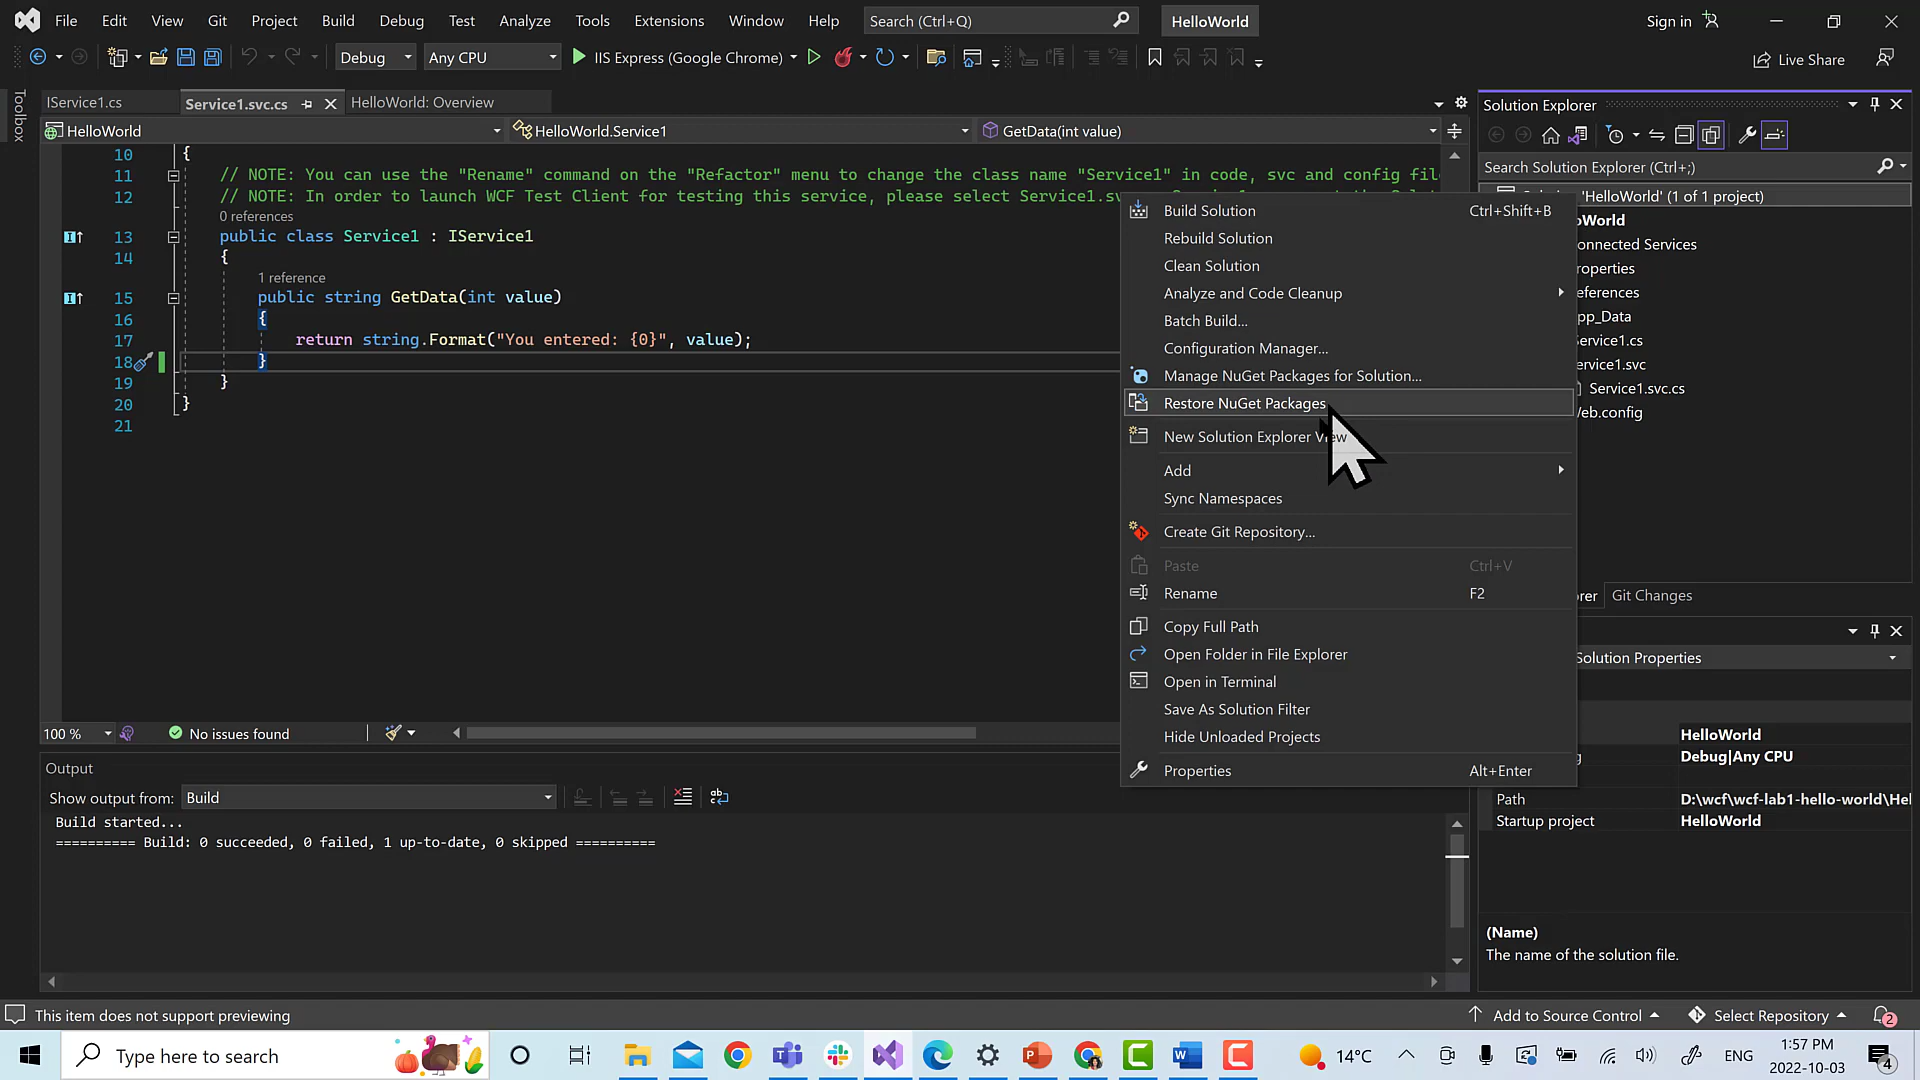 File Edit View Git Project Build Debug Test Analyze Tools Extensions Window Help Search (Ctrl+Q) HelloWorld Sign in
Debug Any CPU IIS Express (Google Chrome) Live Share
Toolbox
IService1.cs Service1.svc.cs HelloWorld: Overview
HelloWorld HelloWorld.Service1 GetData(int value)
10 {
11 // NOTE: You can use the "Rename" command on the "Refactor" menu to change the class name "Service1" in code, svc and config fil
12 // NOTE: In order to launch WCF Test Client for testing this service, please select Service1.sv
0 references
13 public class Service1 : IService1
14 {
1 reference
15 public string GetData(int value)
16 {
17 return string.Format("You entered: {0}", value);
18 }
19 }
20 }
21
100 % No issues found
Output
Show output from: Build
Build started...
========== Build: 0 succeeded, 0 failed, 1 up-to-date, 0 skipped ==========
Build Solution Ctrl+Shift+B
Rebuild Solution
Clean Solution
Analyze and Code Cleanup
Batch Build...
Configuration Manager...
Manage NuGet Packages for Solution...
Restore NuGet Packages
New Solution Explorer View
Add
Sync Namespaces
Create Git Repository...
Paste Ctrl+V
Rename F2
Copy Full Path
Open Folder in File Explorer
Open in Terminal
Save As Solution Filter
Hide Unloaded Projects
Properties Alt+Enter
Solution Explorer
Search Solution Explorer (Ctrl+;)
'HelloWorld' (1 of 1 project)
oWorld
onnected Services
roperties
eferences
pp_Data
ervice1.cs
ervice1.svc
Service1.svc.cs
Veb.config
rer Git Changes
Solution Properties
HelloWorld
g Debug|Any CPU
Path D:\wcf\wcf-lab1-hello-world\Hel
Startup project HelloWorld
(Name)
The name of the solution file.
This item does not support previewing Add to Source Control Select Repository 2
Type here to search 14°C ENG 1:57 PM
2022-10-03 4